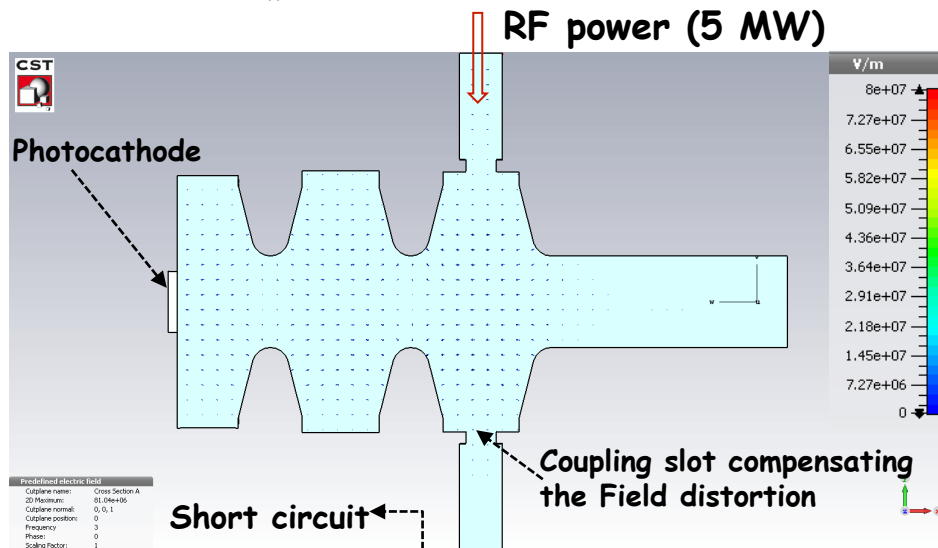 RF power (5 MW)
CST
V/m
8e+07
7.27e+07
6.55e+07
5.82e+07
5.09e+07
4.36e+07
3.64e+07
2.91e+07
2.18e+07
1.45e+07
7.27e+06
0
Photocathode
v
w
u
Coupling slot compensating
the Field distortion
Short circuit
Predefined electric field
Cutplane name: Cross Section A
2D Maximum: 81.04e+06
Cutplane normal: 0, 0, 1
Cutplane position: 0
Frequency 3
Phase: 0
Scaling Factor: 1